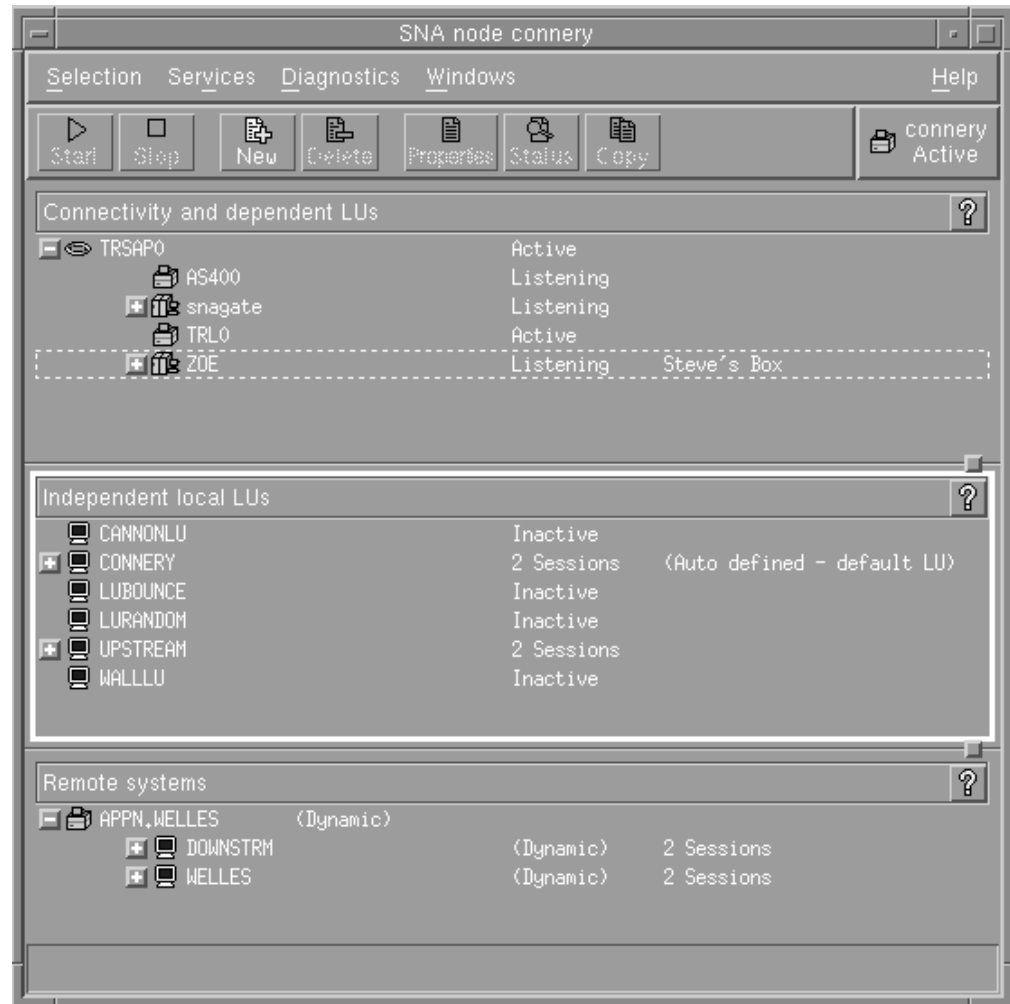 SNA node connery
Selection Services Diagnostics Windows Help
Start Stop New Delete Properties Status Copy connery Active
Connectivity and dependent LUs ?
TRSAP0 Active
AS400 Listening
snagate Listening
TRL0 Active
ZOE Listening Steve's Box
Independent local LUs ?
CANNONLU Inactive
CONNERY 2 Sessions (Auto defined - default LU)
LUBOUNCE Inactive
LURANDOM Inactive
UPSTREAM 2 Sessions
WALLLU Inactive
Remote systems ?
APPN.WELLES (Dynamic)
DOWNSTRM (Dynamic) 2 Sessions
WELLES (Dynamic) 2 Sessions